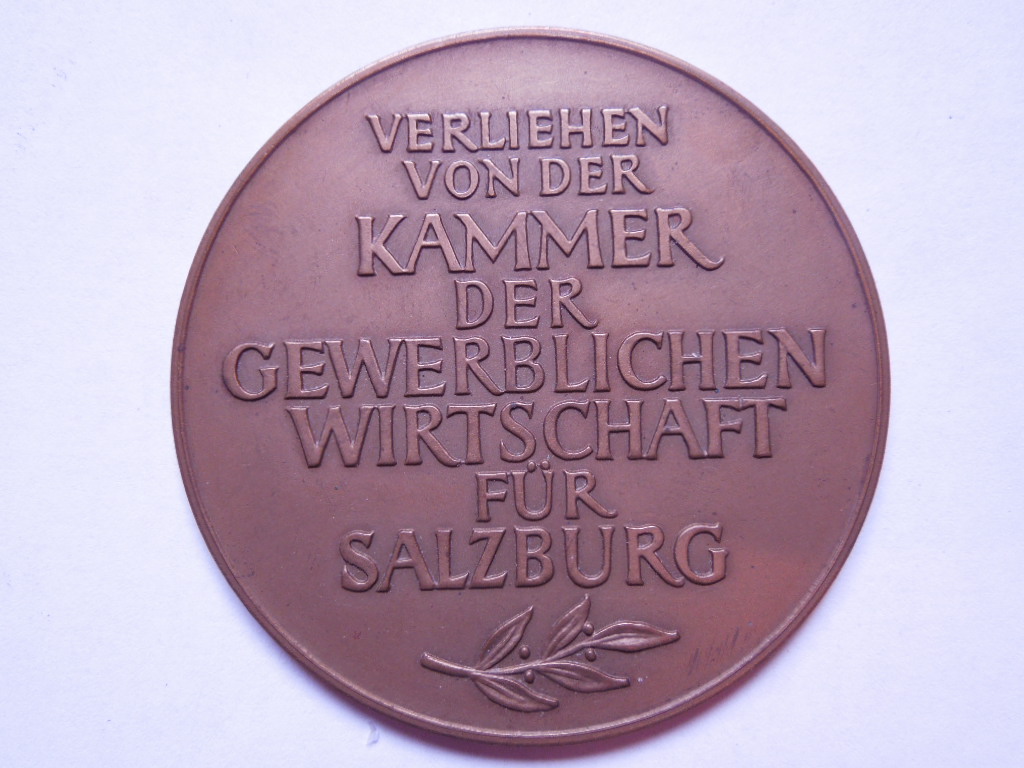 VERLIEHEN
VON DER
KAMMER
DER
GEWERBLICHEN
WIRTSCHAFT
FÜR
SALZBURG